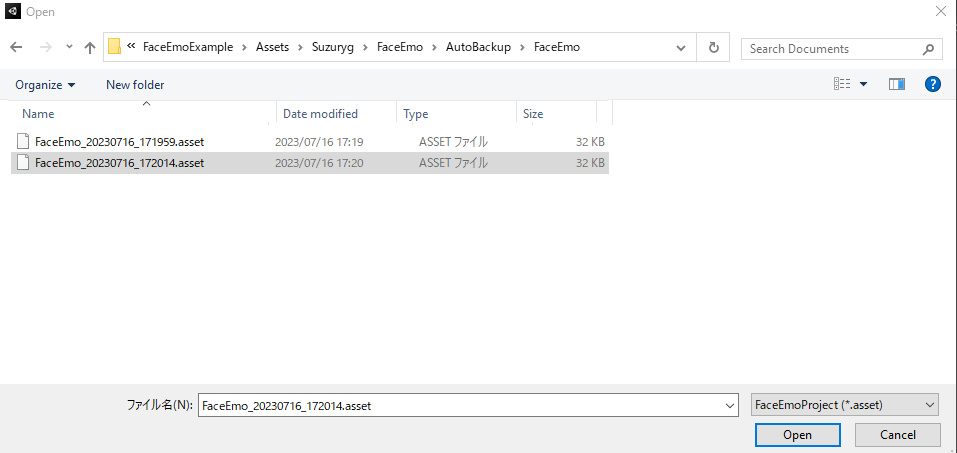 Open
« FaceEmoExample > Assets > Suzuryg > FaceEmo > AutoBackup > FaceEmo
Search Documents
Organize
New folder
Name Date modified Type Size
FaceEmo_20230716_171959.asset 2023/07/16 17:19 ASSET ファイル 32 KB
FaceEmo_20230716_172014.asset 2023/07/16 17:20 ASSET ファイル 32 KB
ファイル名(N): FaceEmo_20230716_172014.asset
FaceEmoProject (*.asset)
Open Cancel